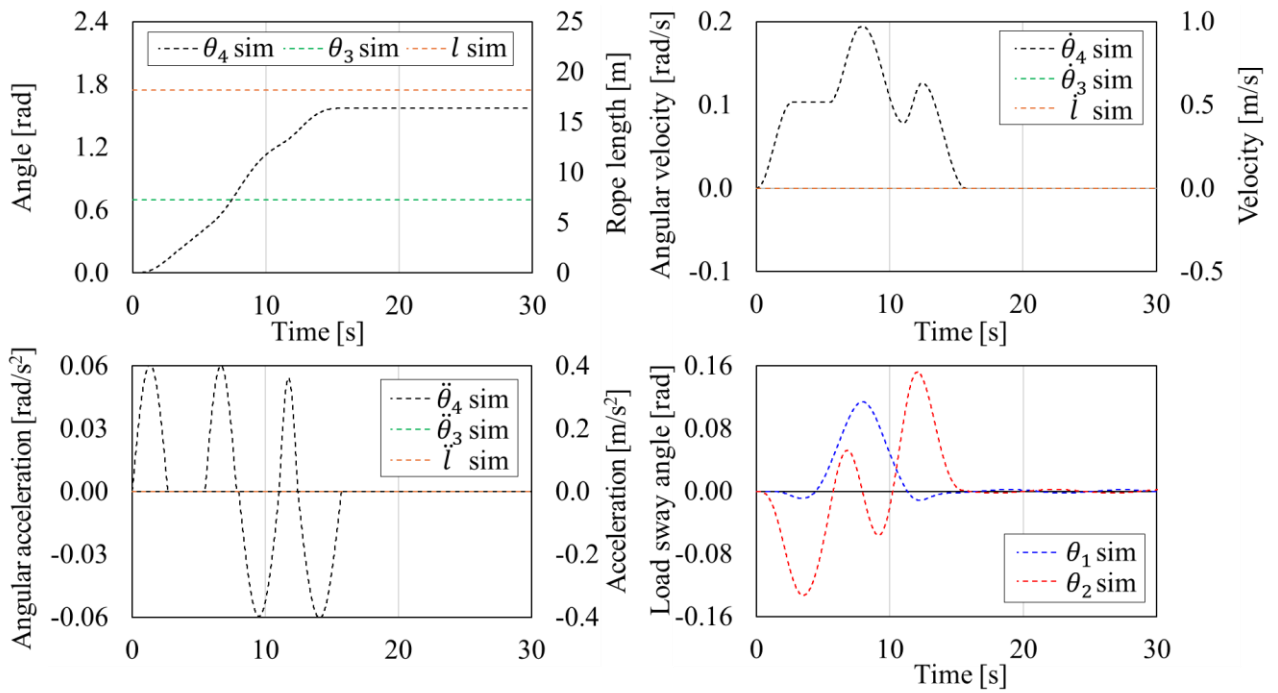 2.4
1.8
1.2
0.6
0.0
Angle [rad]
θ₄ sim θ₃ sim l sim
25
20
15
10
5
0
Rope length [m]
0 10 20 30
Time [s]
0.2
0.1
0.0
-0.1
Angular velocity [rad/s]
θ̇₄ sim
θ̇₃ sim
l̇ sim
1.0
0.5
0.0
-0.5
Velocity [m/s]
0 10 20 30
Time [s]
0.06
0.03
0.00
-0.03
-0.06
Angular acceleration [rad/s²]
θ̈₄ sim
θ̈₃ sim
l̈ sim
0.4
0.2
0.0
-0.2
-0.4
Acceleration [m/s²]
0 10 20 30
Time [s]
0.16
0.08
0.00
-0.08
-0.16
Load sway angle [rad]
θ₁ sim
θ₂ sim
0 10 20 30
Time [s]